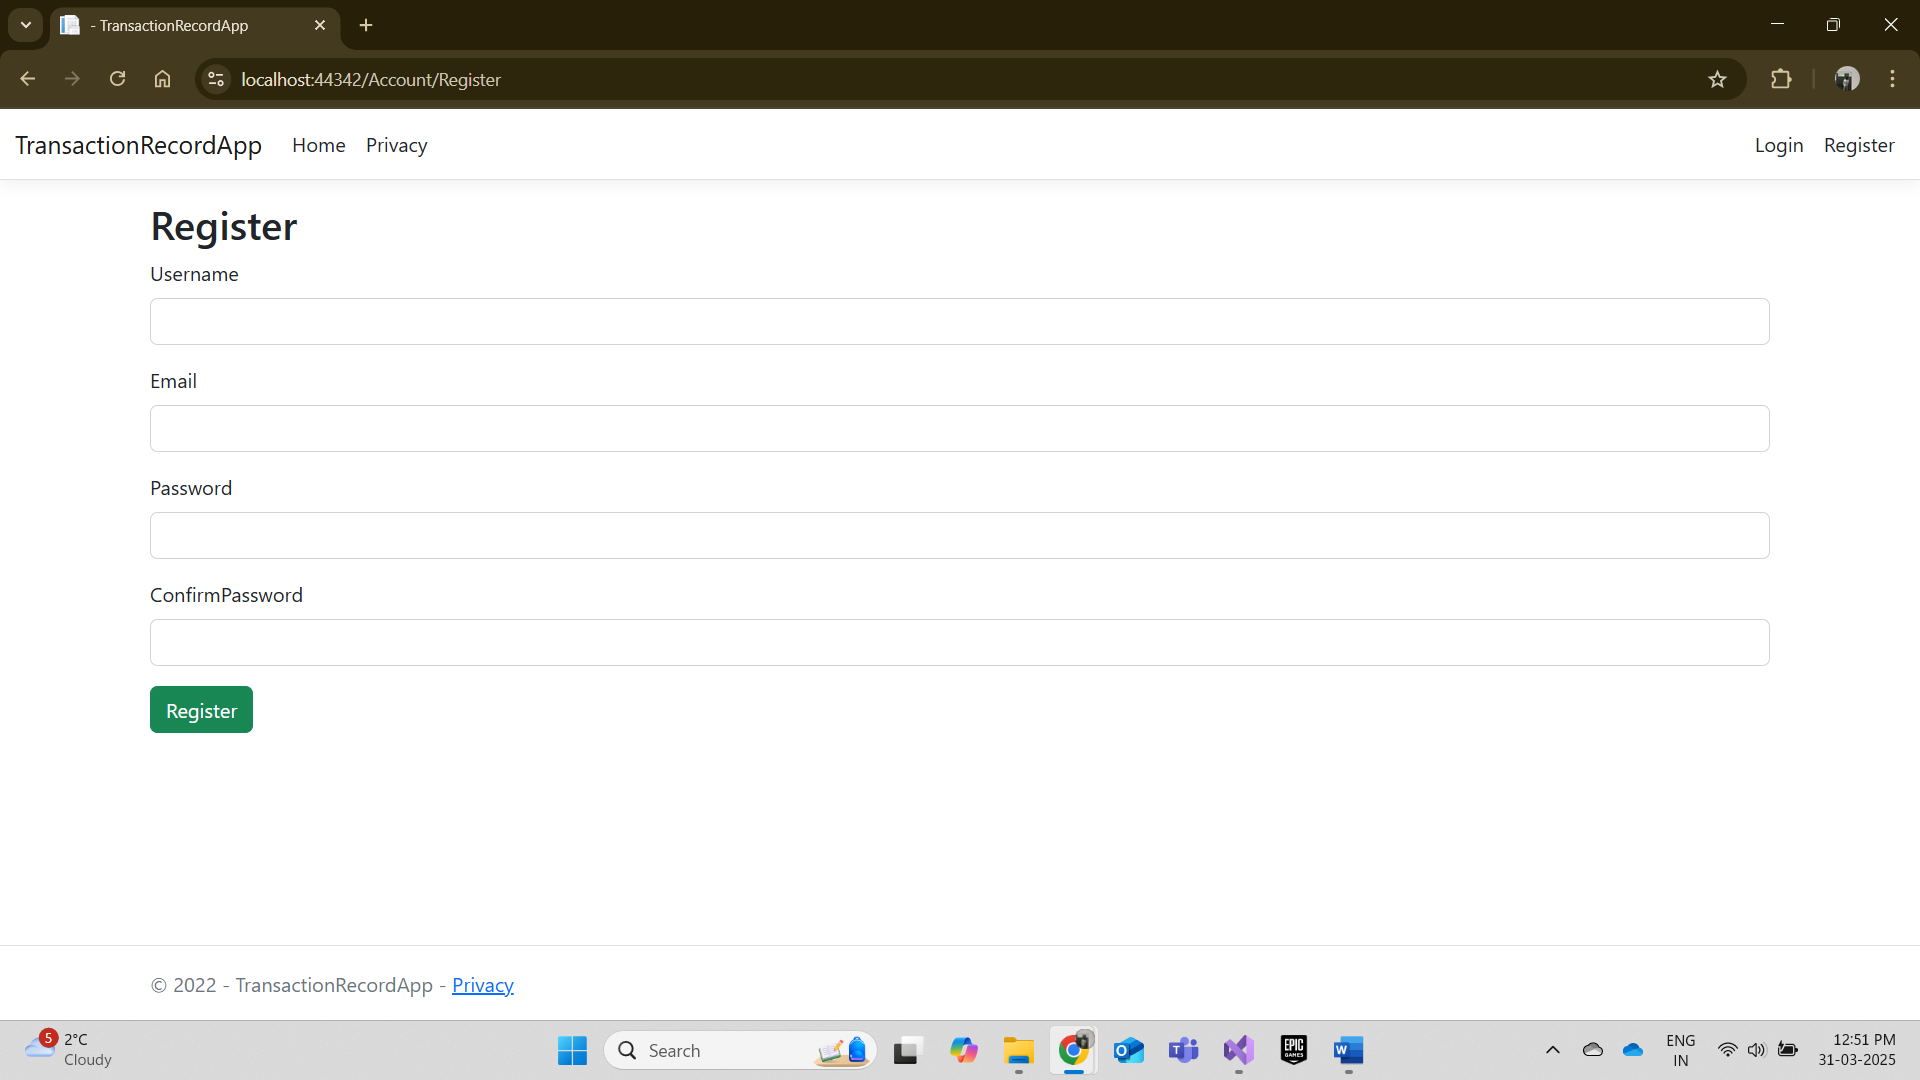 - TransactionRecordApp
localhost:44342/Account/Register
TransactionRecordApp Home Privacy Login Register
Register
Username
Email
Password
ConfirmPassword
Register
© 2022 - TransactionRecordApp - Privacy
5
2°C
Cloudy
Search
EPIC
GAMES
ENG
IN
12:51 PM
31-03-2025